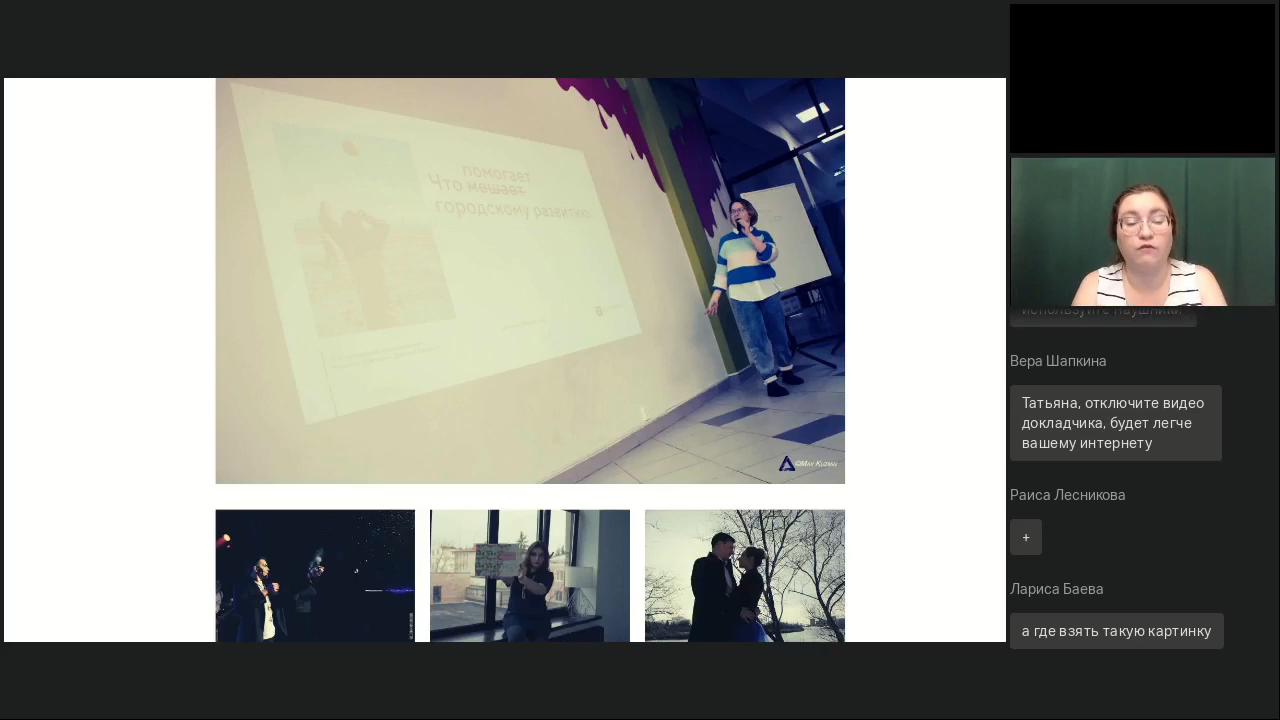 помогает
Что мешает
городскому развитию
©Max Kuzmin
используйте наушники
Вера Шапкина
Татьяна, отключите видео
докладчика, будет легче
вашему интернету
Раиса Лесникова
+
Лариса Баева
а где взять такую картинку